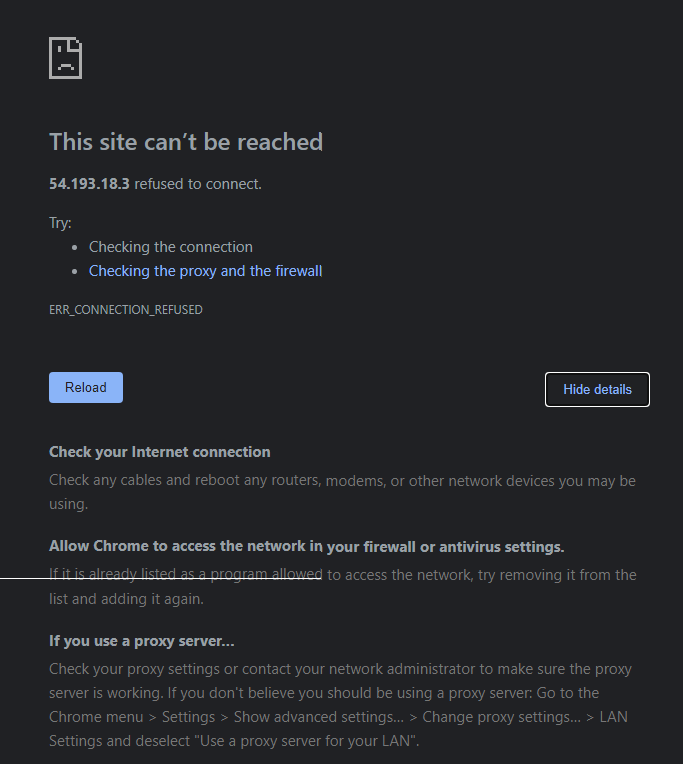 This site can’t be reached
54.193.18.3 refused to connect.
Try:
• Checking the connection
• Checking the proxy and the firewall
ERR_CONNECTION_REFUSED
Reload
Hide details
Check your Internet connection
Check any cables and reboot any routers, modems, or other network devices you may be
using.
Allow Chrome to access the network in your firewall or antivirus settings.
If it is already listed as a program allowed to access the network, try removing it from the
list and adding it again.
If you use a proxy server…
Check your proxy settings or contact your network administrator to make sure the proxy
server is working. If you don't believe you should be using a proxy server: Go to the
Chrome menu > Settings > Show advanced settings… > Change proxy settings… > LAN
Settings and deselect "Use a proxy server for your LAN".